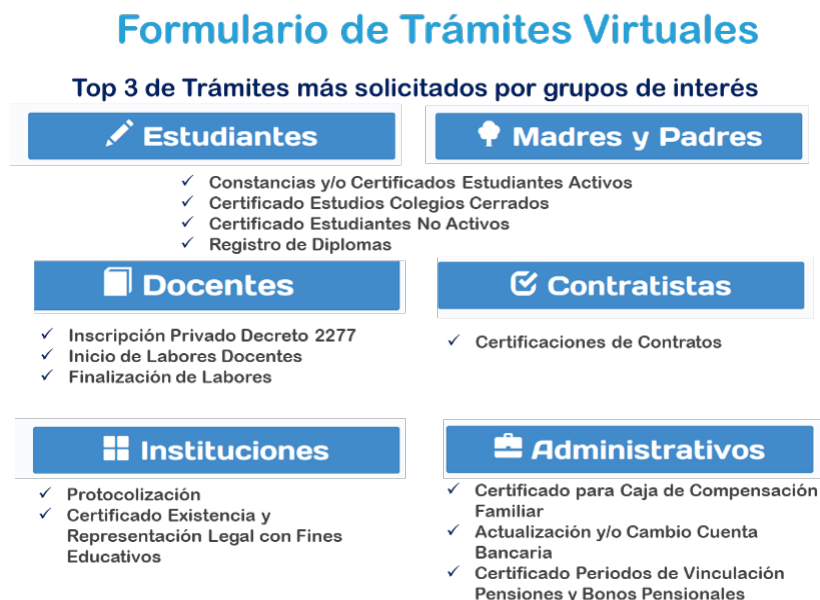 Formulario de Trámites Virtuales
Top 3 de Trámites más solicitados por grupos de interés
Estudiantes
Madres y Padres
Constancias y/o Certificados Estudiantes Activos
Certificado Estudios Colegios Cerrados
Certificado Estudiantes No Activos
Registro de Diplomas
Docentes
Contratistas
Inscripción Privado Decreto 2277
Inicio de Labores Docentes
Finalización de Labores
Certificaciones de Contratos
Instituciones
Administrativos
Protocolización
Certificado Existencia y
Representación Legal con Fines
Educativos
Certificado para Caja de Compensación
Familiar
Actualización y/o Cambio Cuenta
Bancaria
Certificado Periodos de Vinculación
Pensiones y Bonos Pensionales